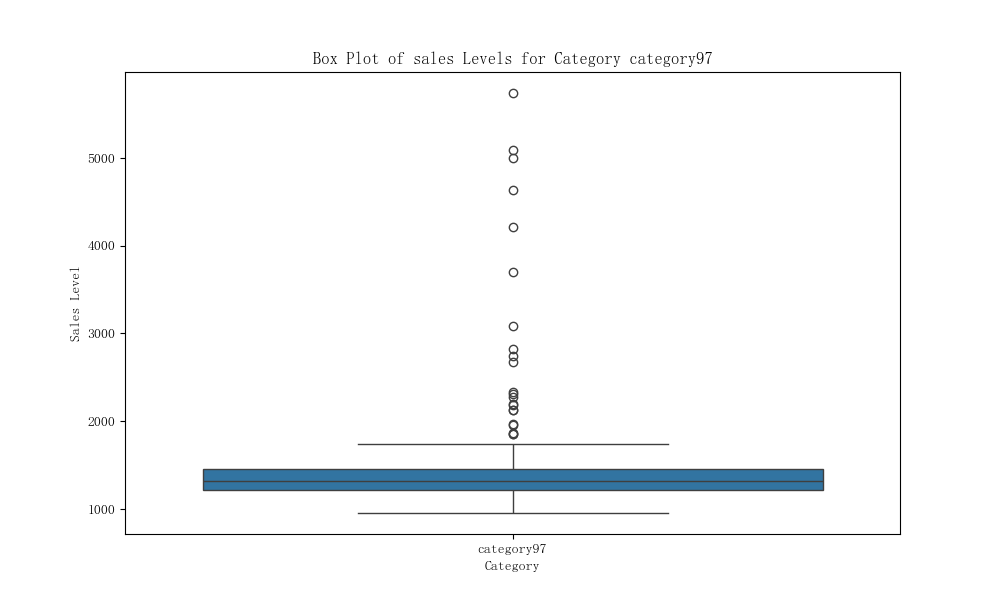 Box Plot of sales Levels for Category category97
5000
4000
3000
2000
1000
Sales Level
category97
Category